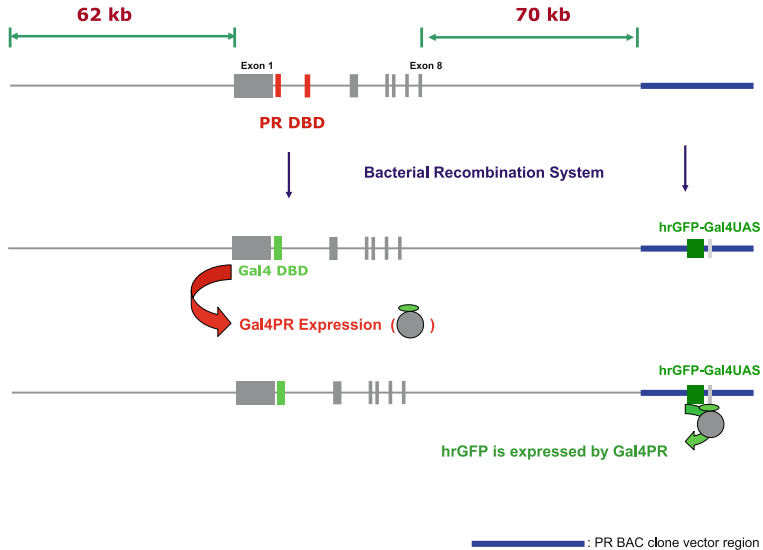 62 kb
70 kb
Exon 1
Exon 8
PR DBD
Bacterial Recombination System
hrGFP-Gal4UAS
Gal4 DBD
Gal4PR Expression ( )
hrGFP-Gal4UAS
hrGFP is expressed by Gal4PR
: PR BAC clone vector region